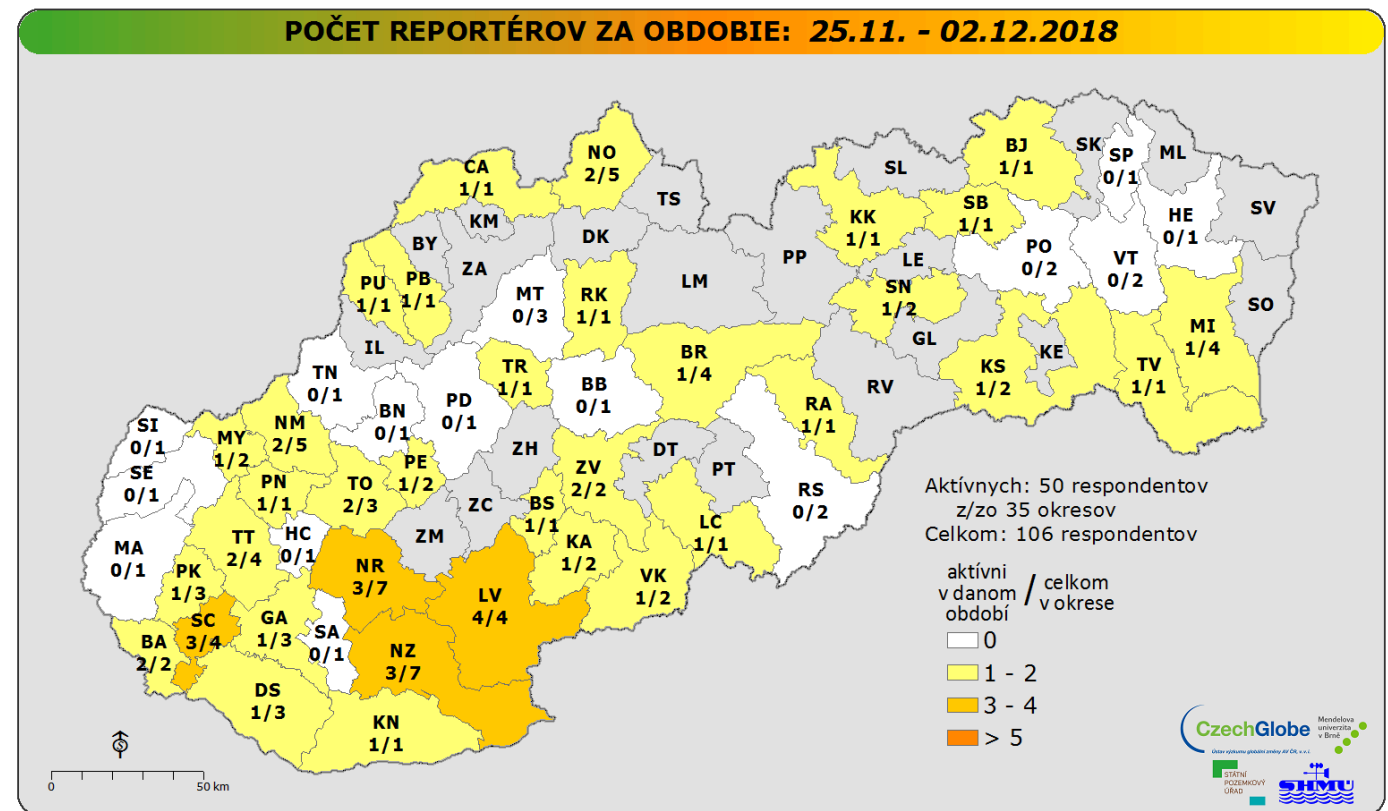 POČET REPORTÉROV ZA OBDOBIE: 25.11. - 02.12.2018
NO
2/5
CA
1/1
TS
KM
BY
DK
ZA
PU
1/1
PB
1/1
MT
0/3
RK
1/1
LM
PP
SL
KK
1/1
BJ
1/1
SK
SP
0/1
ML
SB
1/1
HE
0/1
SV
PO
0/2
VT
0/2
LE
SN
1/2
SO
GL
MI
1/4
KE
KS
1/2
TV
1/1
RV
IL
TN
0/1
BN
0/1
PD
0/1
TR
1/1
BB
0/1
BR
1/4
RA
1/1
SI
0/1
MY
1/2
NM
2/5
SE
0/1
PN
1/1
TO
2/3
PE
1/2
ZH
ZV
2/2
DT
PT
RS
0/2
ZC
BS
1/1
LC
1/1
ZM
KA
1/2
VK
1/2
MA
0/1
TT
2/4
HC
0/1
PK
1/3
NR
3/7
LV
4/4
SC
3/4
GA
1/3
SA
0/1
BA
2/2
NZ
3/7
DS
1/3
KN
1/1
Aktívnych: 50 respondentov
z/zo 35 okresov
Celkom: 106 respondentov
aktívni
v danom
období
/
celkom
v okrese
0
1 - 2
3 - 4
> 5
S
0 50 km
CzechGlobe
Ústav výzkumu globální změny AV ČR, v.v.i.
Mendelova
univerzita
v Brně
STÁTNÍ
POZEMKOVÝ
ÚŘAD
SHMÚ